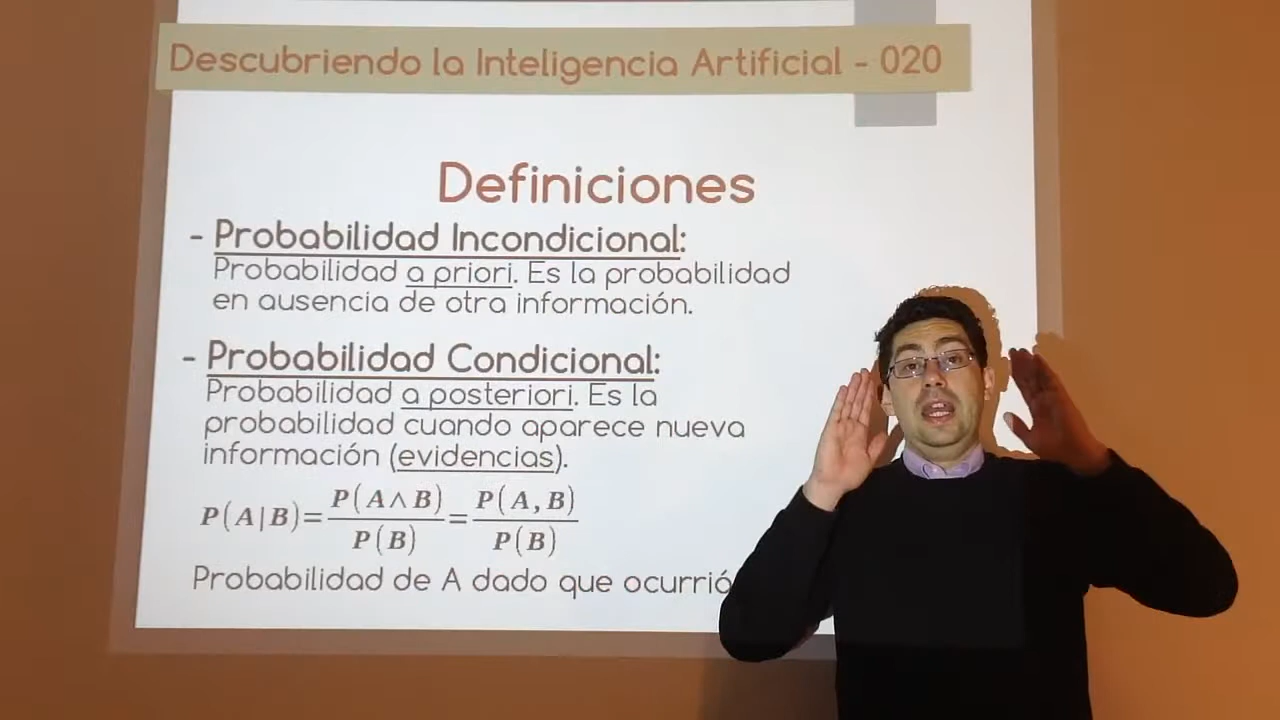 Descubriendo la Inteligencia Artificial - 020
Definiciones
- Probabilidad Incondicional:
Probabilidad a priori. Es la probabilidad
en ausencia de otra información.
- Probabilidad Condicional:
Probabilidad a posteriori. Es la
probabilidad cuando aparece nueva
información (evidencias).
P(A|B)=P(A∧B)/P(B)=P(A,B)/P(B)
Probabilidad de A dado que ocurrió